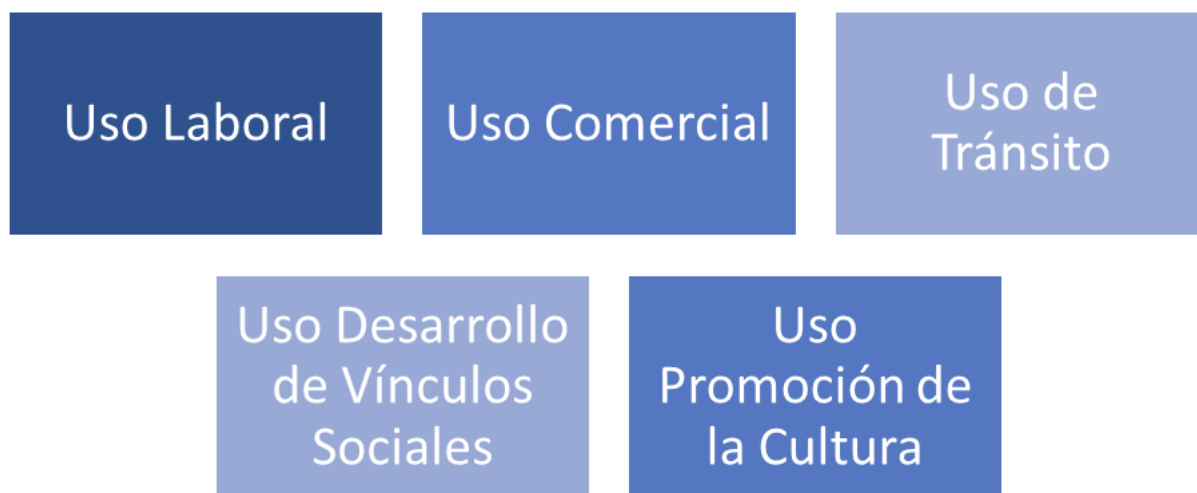 Uso Laboral
Uso Comercial
Uso de
Tránsito
Uso Desarrollo
de Vínculos
Sociales
Uso
Promoción de
la Cultura